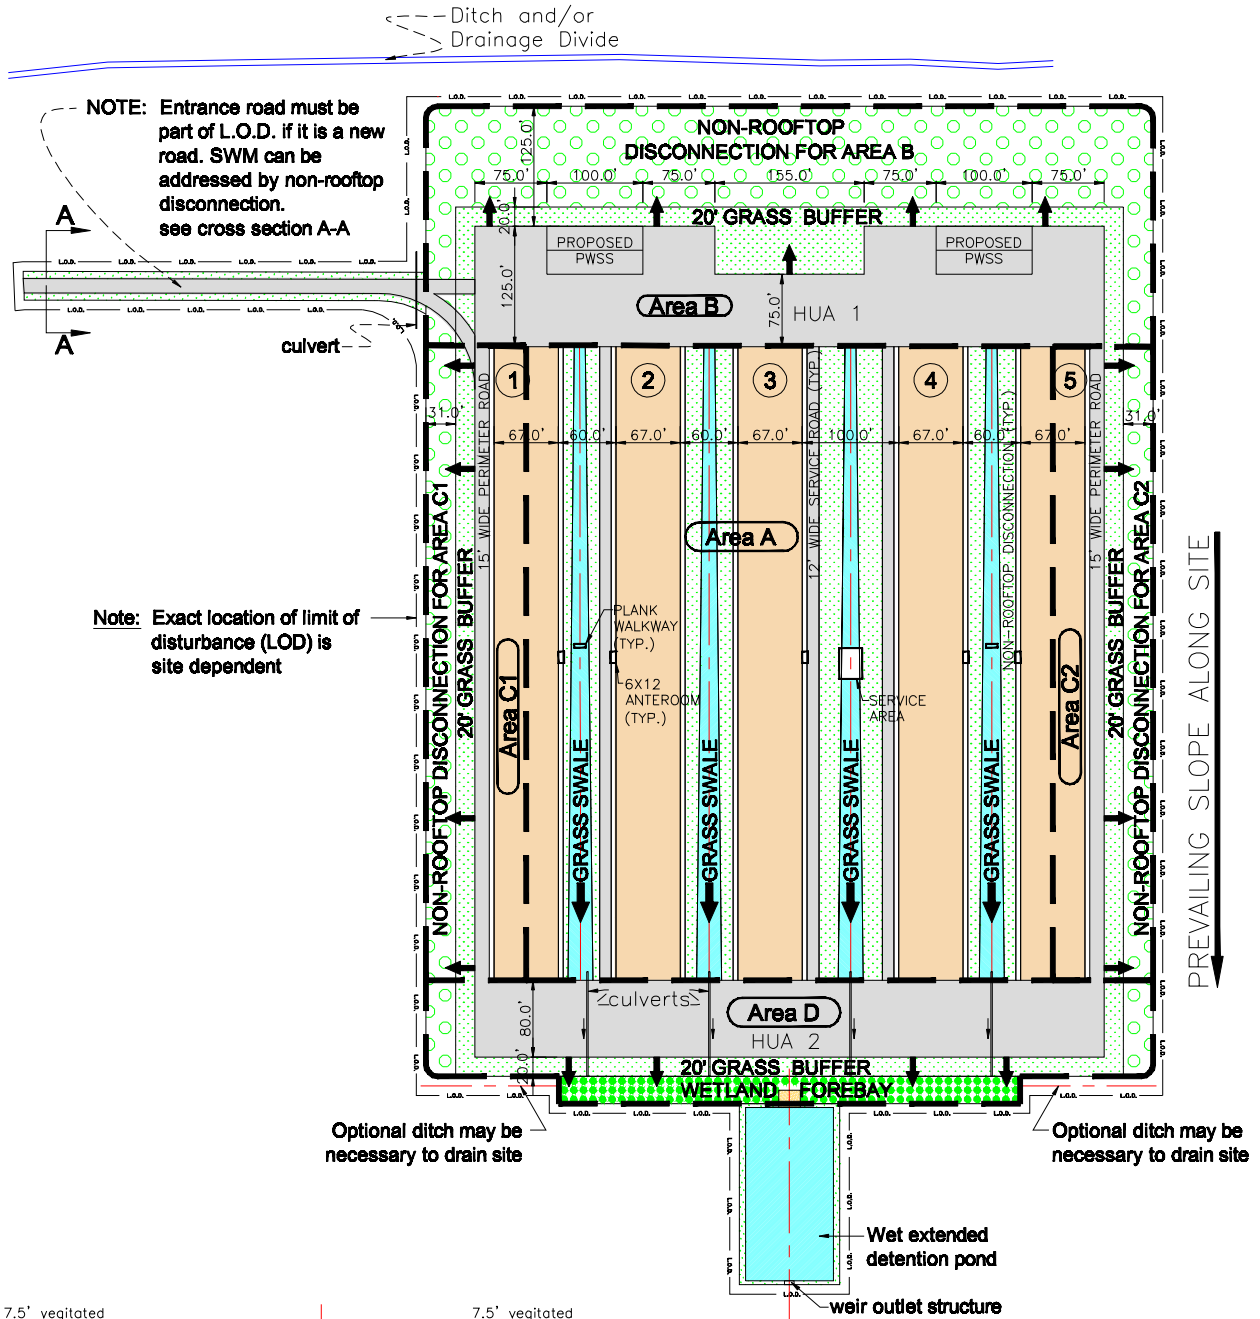 Ditch and/or
Drainage Divide
NOTE: Entrance road must be
part of L.O.D. if it is a new
road. SWM can be
addressed by non-rooftop
disconnection.
see cross section A-A
L.O.D.
NON-ROOFTOP
DISCONNECTION FOR AREA B
125.0'
75.0' 100.0' 75.0' 155.0' 75.0' 100.0' 75.0'
20.0'
20' GRASS BUFFER
A
A
PROPOSED
PWSS
PROPOSED
PWSS
125.0'
Area B
75.0'
HUA 1
culvert
1 2 3 4 5
31.0'
31.0'
67.0' 60.0' 67.0' 60.0' 67.0' 100.0' 67.0' 60.0' 67.0'
15' WIDE PERIMETER ROAD
12' WIDE SERVICE ROAD (TYP.)
NON-ROOFTOP DISCONNECTION (TYP.)
15' WIDE PERIMETER ROAD
NON-ROOFTOP DISCONNECTION FOR AREA C1
20' GRASS BUFFER
Area C1
Area A
Area C2
20' GRASS BUFFER
NON-ROOFTOP DISCONNECTION FOR AREA C2
PREVAILING SLOPE ALONG SITE
Note: Exact location of limit of
disturbance (LOD) is
site dependent
PLANK
WALKWAY
(TYP.)
6X12
ANTEROOM
(TYP.)
SERVICE
AREA
GRASS SWALE
GRASS SWALE
GRASS SWALE
GRASS SWALE
culverts
80.0'
Area D
HUA 2
20.0'
20' GRASS BUFFER
WETLAND FOREBAY
Optional ditch may be
necessary to drain site
Optional ditch may be
necessary to drain site
Wet extended
detention pond
weir outlet structure
7.5' vegitated
7.5' vegitated